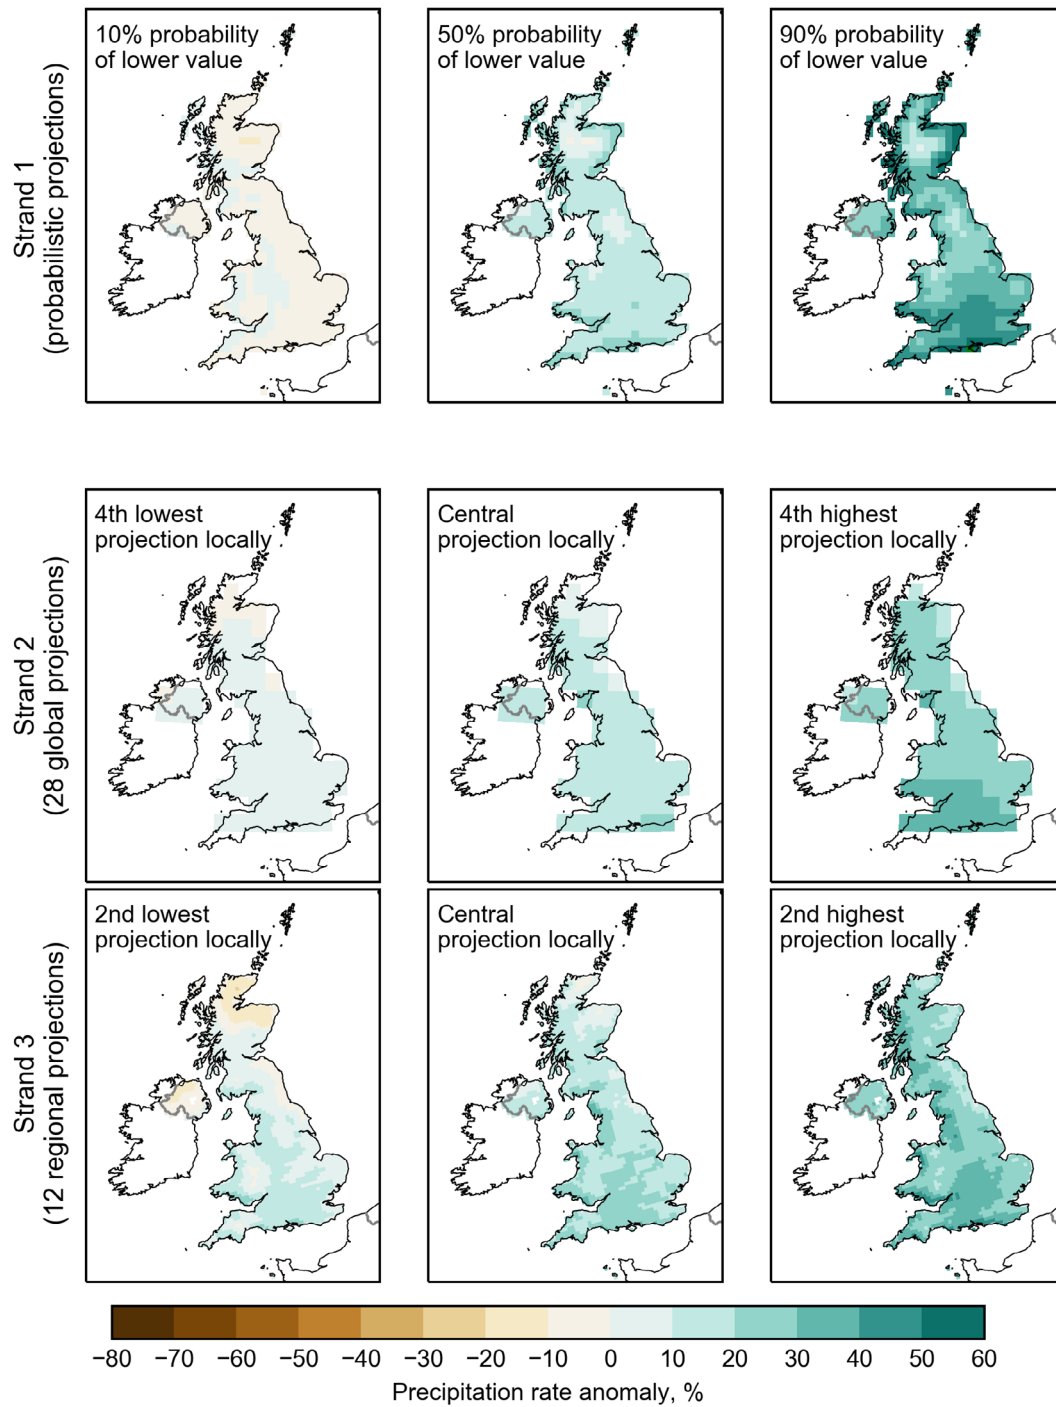 10% probability
of lower value
50% probability
of lower value
90% probability
of lower value
Strand 1
(probabilistic projections)
4th lowest
projection locally
Central
projection locally
4th highest
projection locally
Strand 2
(28 global projections)
2nd lowest
projection locally
Central
projection locally
2nd highest
projection locally
Strand 3
(12 regional projections)
−80 −70 −60 −50 −40 −30 −20 −10 0 10 20 30 40 50 60
Precipitation rate anomaly, %